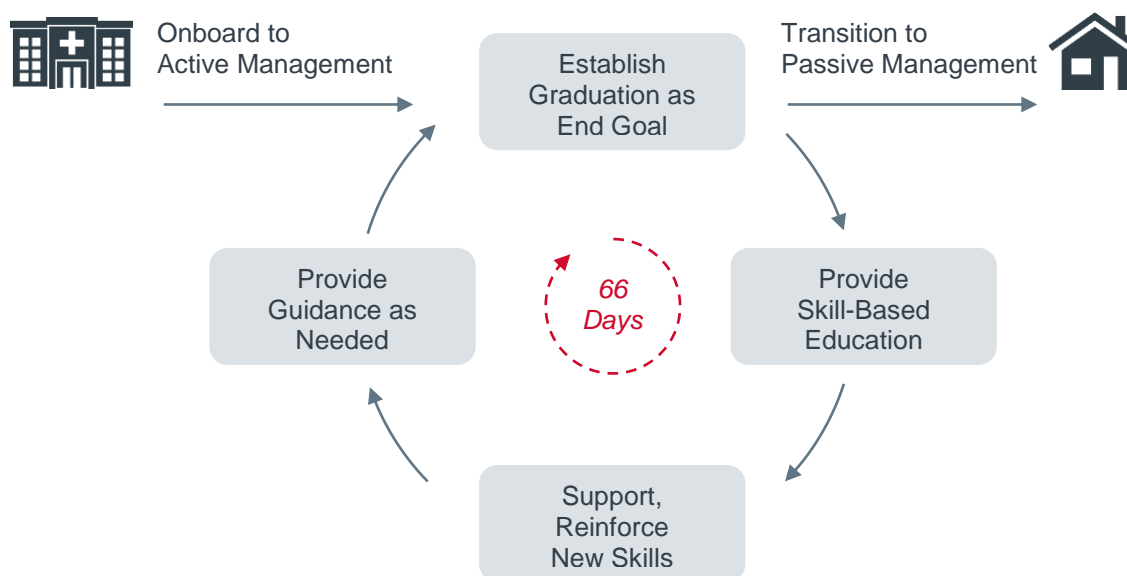 Onboard to
Active Management
Establish
Graduation as
End Goal
Transition to
Passive Management
Provide
Guidance as
Needed
66
Days
Provide
Skill-Based
Education
Support,
Reinforce
New Skills